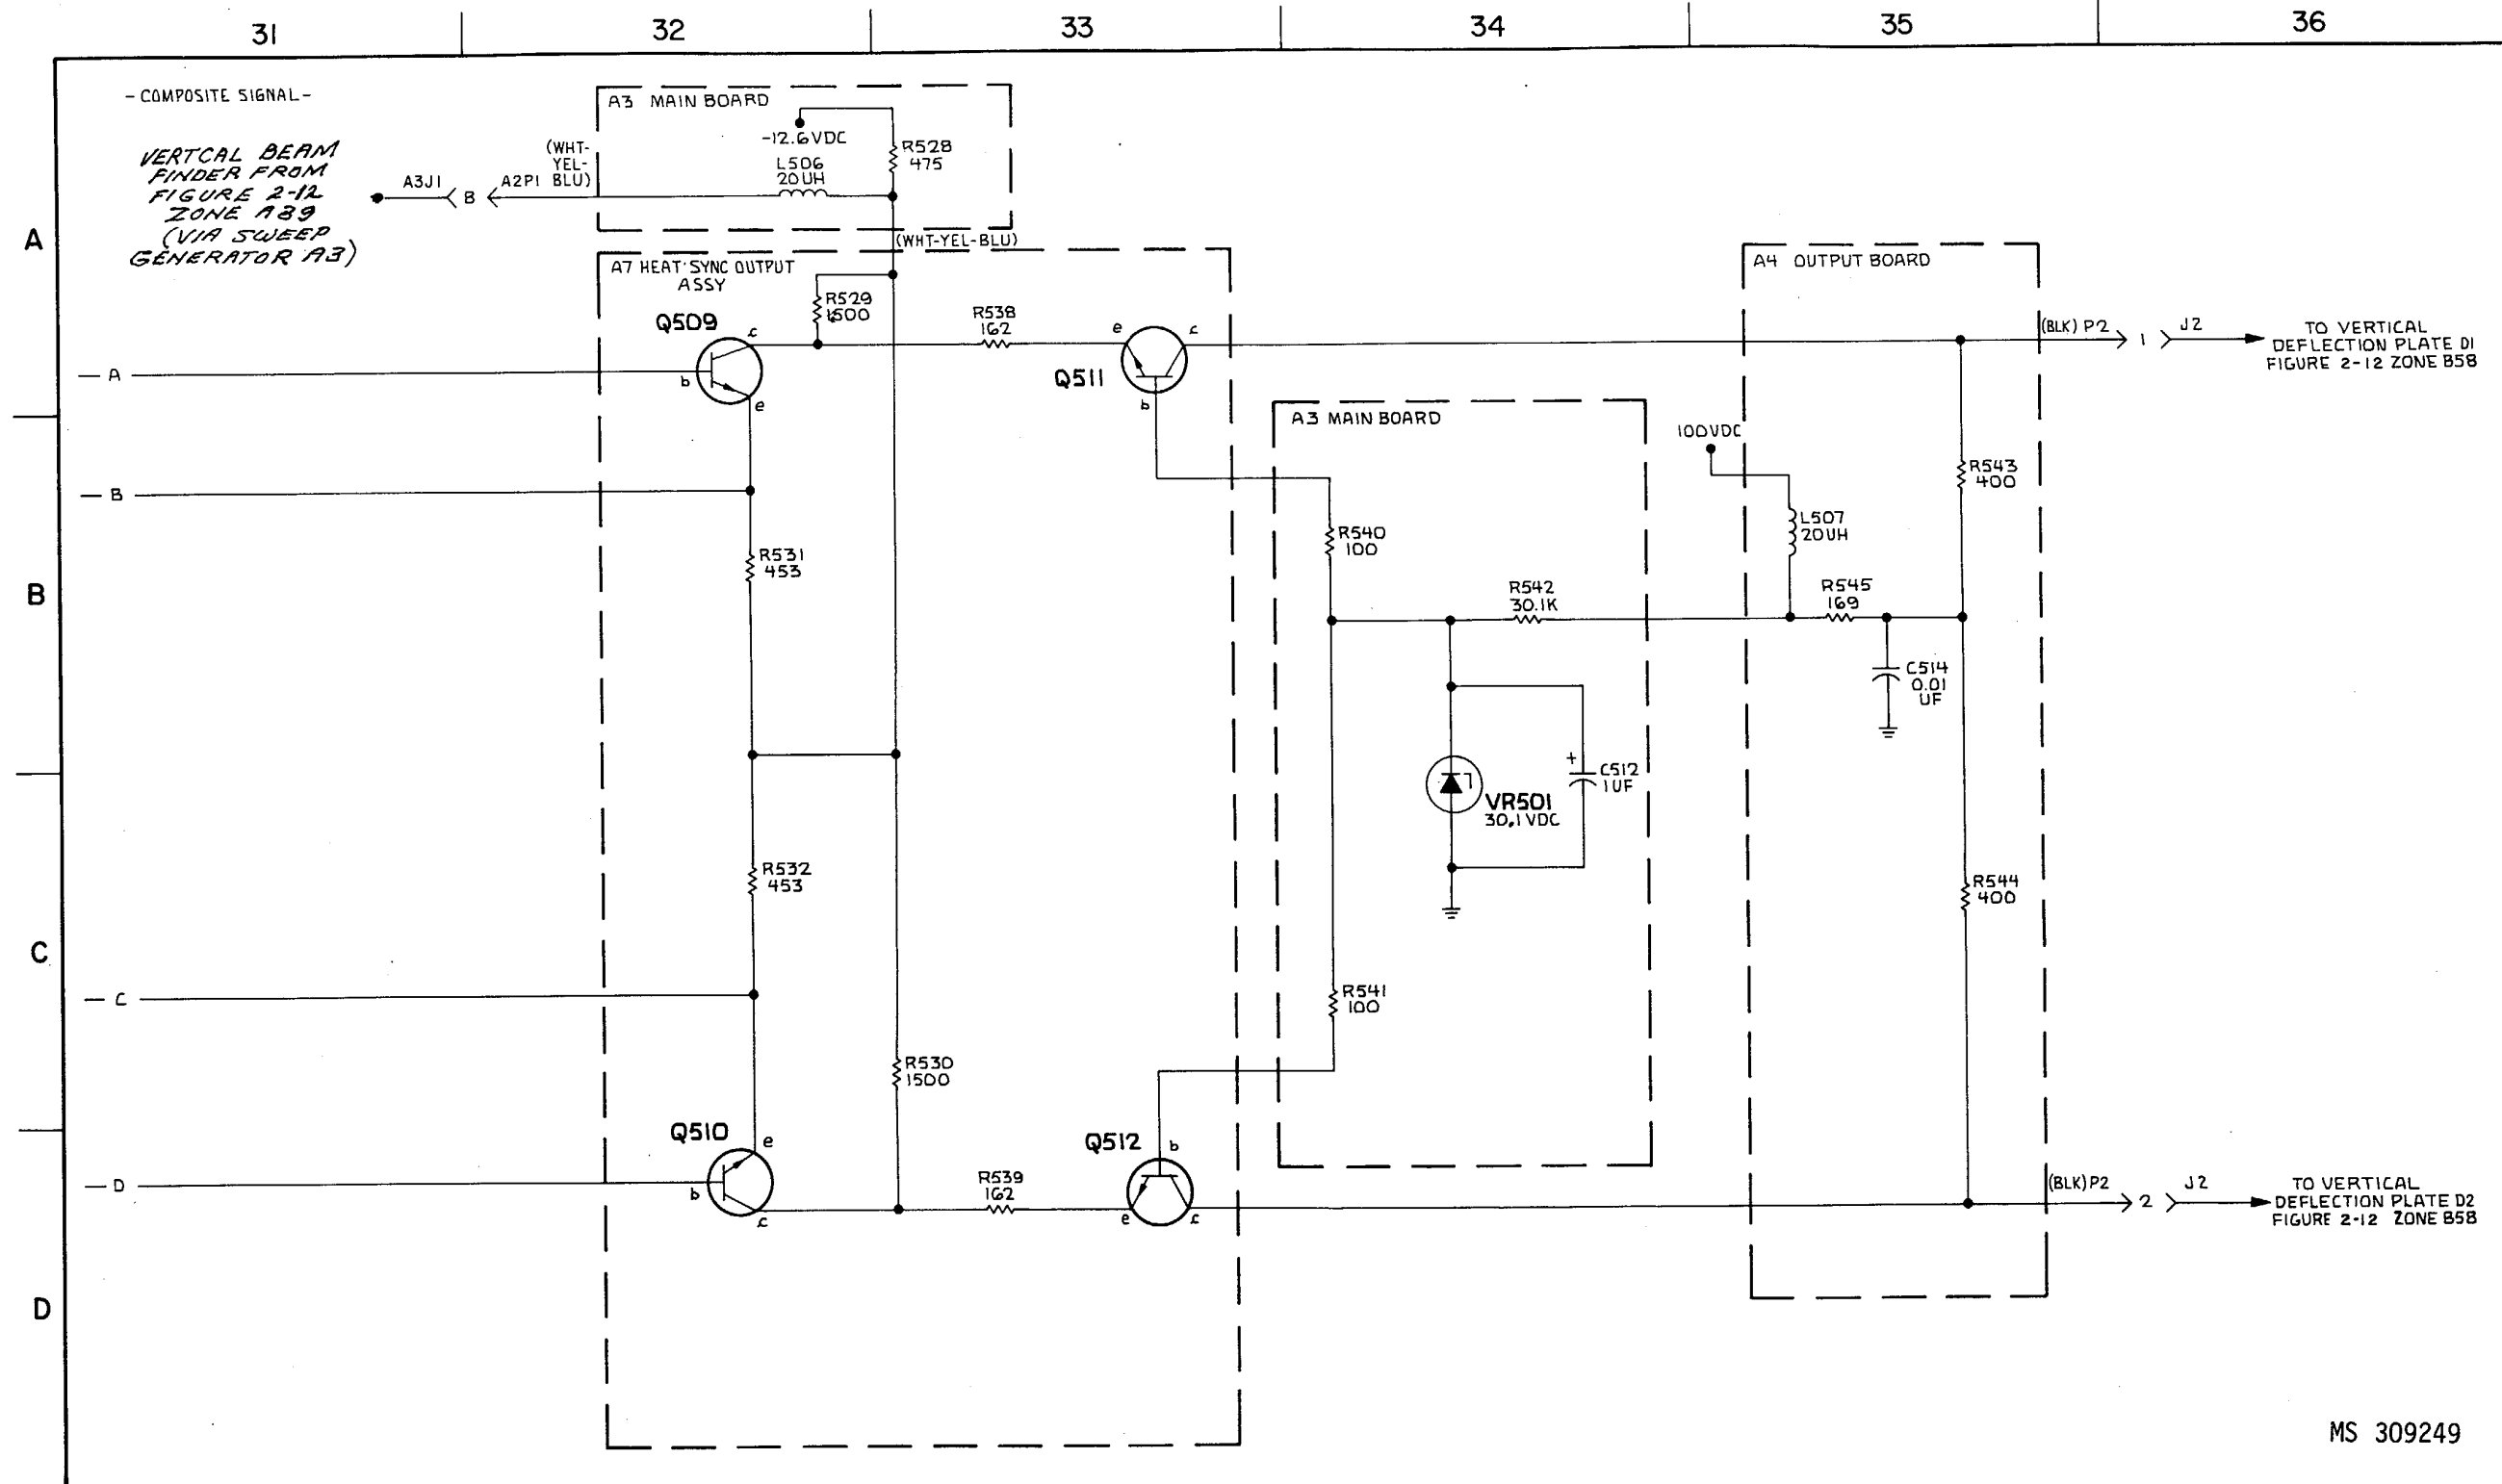 31 32 33 34 35 36
- COMPOSITE SIGNAL -
VERTCAL BEAM
FINDER FROM
FIGURE 2-12
ZONE A89
(VIA SWEEP
GENERATOR A3)
A3J1
8
A2P1
(WHT-
YEL-
BLU)
A3 MAIN BOARD
-12.6VDC
L506
20UH
R528
475
(WHT-YEL-BLU)
A
A7 HEAT SYNC OUTPUT
ASSY
R529
1500
Q509
c
b
e
R538
162
e
c
Q511
b
A4 OUTPUT BOARD
(BLK) P2
1
J2
TO VERTICAL
DEFLECTION PLATE D1
FIGURE 2-12 ZONE B58
— A
— B
A3 MAIN BOARD
100VDC
R543
400
R540
100
L507
20UH
B
R531
453
R542
30.1K
R545
169
C514
0.01
UF
C512
1UF
+
VR501
30.1VDC
R532
453
R544
400
C
— C
R541
100
R530
1500
Q510
e
b
c
— D
R539
162
Q512
b
e
c
(BLK)P2
2
J2
TO VERTICAL
DEFLECTION PLATE D2
FIGURE 2-12 ZONE B58
D
MS 309249